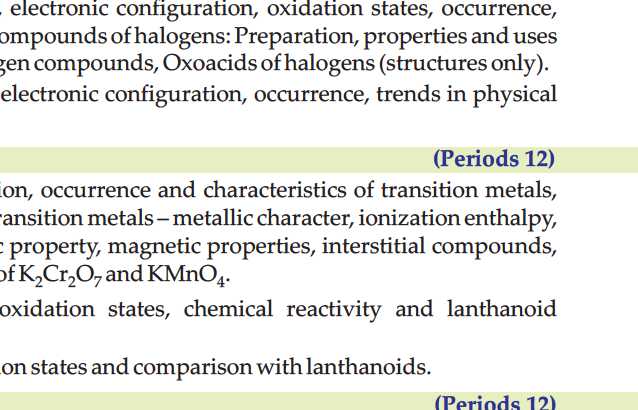 , electronic configuration, oxidation states, occurrence,
ompounds of halogens: Preparation, properties and uses
gen compounds, Oxoacids of halogens (structures only).
electronic configuration, occurrence, trends in physical
(Periods 12)
ion, occurrence and characteristics of transition metals,
ransition metals – metallic character, ionization enthalpy,
c property, magnetic properties, interstitial compounds,
of K₂Cr₂O₇ and KMnO₄.
oxidation states, chemical reactivity and lanthanoid
on states and comparison with lanthanoids.
(Periods 12)